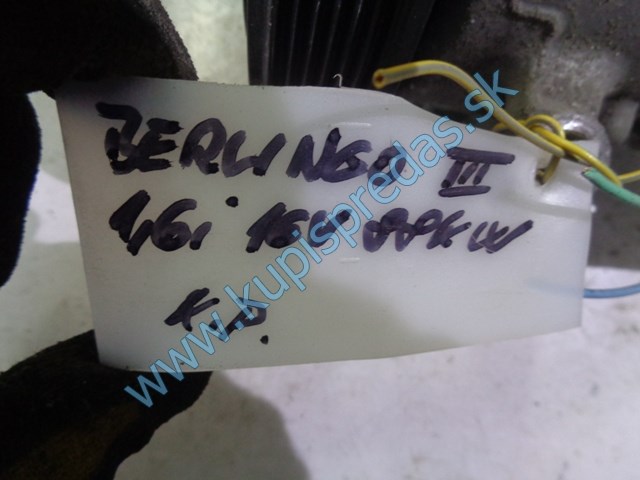 BERLINGO III
1,6i 16V 88KW
K.P.
www.kupispredas.sk